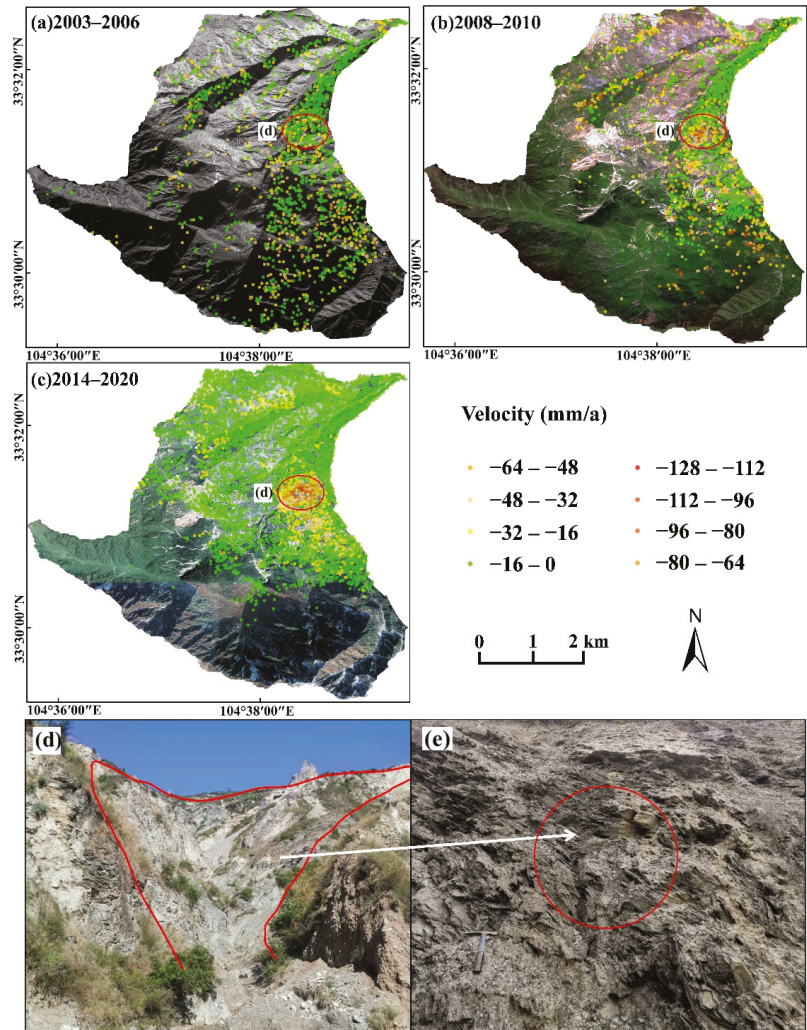 (a)2003–2006
33°32′00″N
(d)
33°30′00″N
104°36′00″E
104°38′00″E
(b)2008–2010
33°32′00″N
(d)
33°30′00″N
104°36′00″E
104°38′00″E
(c)2014–2020
33°32′00″N
(d)
33°30′00″N
104°36′00″E
104°38′00″E
Velocity (mm/a)
−64 – −48
−48 – −32
−32 – −16
−16 – 0
−128 – −112
−112 – −96
−96 – −80
−80 – −64
N
0 1 2 km
(d)
(e)